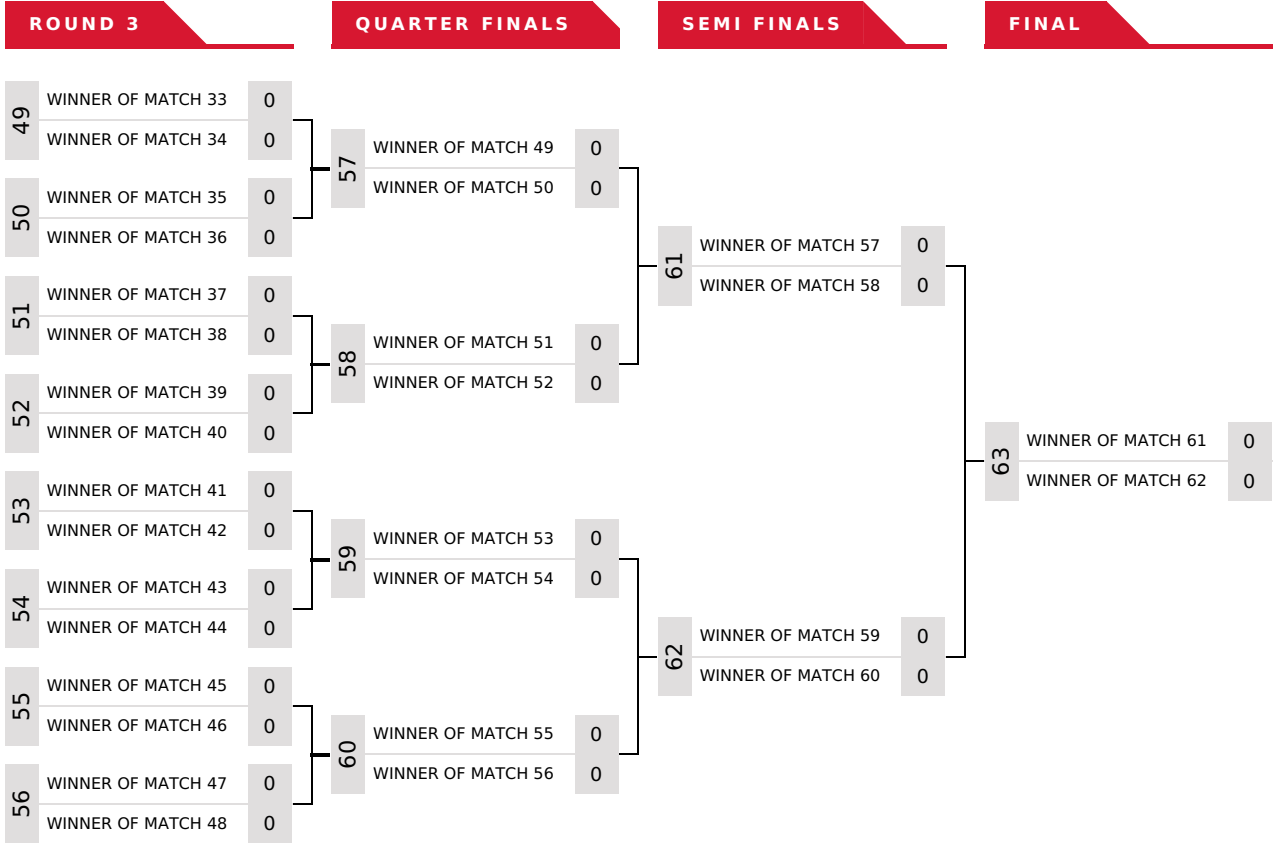 ROUND 3
QUARTER FINALS
SEMI FINALS
FINAL
49
WINNER OF MATCH 33 0
WINNER OF MATCH 34 0
50
WINNER OF MATCH 35 0
WINNER OF MATCH 36 0
51
WINNER OF MATCH 37 0
WINNER OF MATCH 38 0
52
WINNER OF MATCH 39 0
WINNER OF MATCH 40 0
53
WINNER OF MATCH 41 0
WINNER OF MATCH 42 0
54
WINNER OF MATCH 43 0
WINNER OF MATCH 44 0
55
WINNER OF MATCH 45 0
WINNER OF MATCH 46 0
56
WINNER OF MATCH 47 0
WINNER OF MATCH 48 0
57
WINNER OF MATCH 49 0
WINNER OF MATCH 50 0
58
WINNER OF MATCH 51 0
WINNER OF MATCH 52 0
59
WINNER OF MATCH 53 0
WINNER OF MATCH 54 0
60
WINNER OF MATCH 55 0
WINNER OF MATCH 56 0
61
WINNER OF MATCH 57 0
WINNER OF MATCH 58 0
62
WINNER OF MATCH 59 0
WINNER OF MATCH 60 0
63
WINNER OF MATCH 61 0
WINNER OF MATCH 62 0